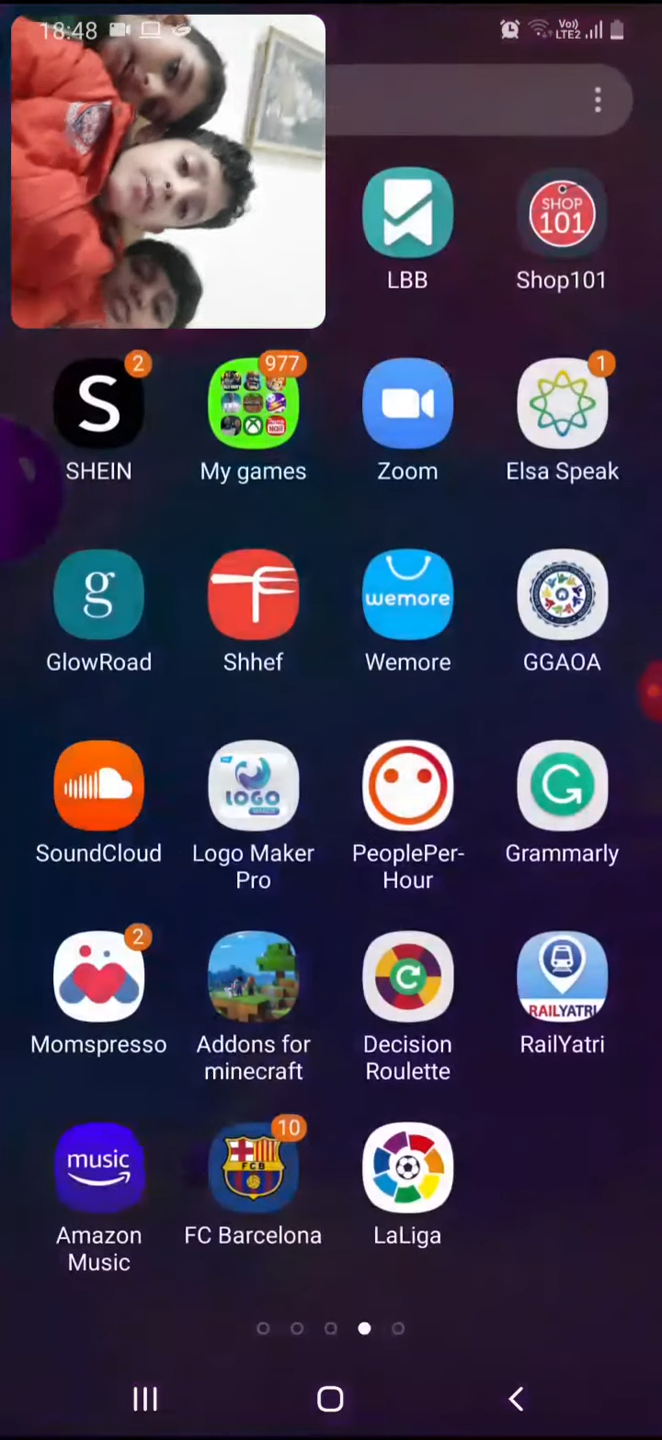 18:48
Vo))
LTE2
SHOP
101
LBB
Shop101
2
977
1
S
SHEIN
My games
Zoom
Elsa Speak
g
wemore
GlowRoad
Shhef
Wemore
GGAOA
LOGO
SoundCloud
Logo Maker
Pro
PeoplePer-
Hour
Grammarly
2
RAILYATRI
Momspresso
Addons for
minecraft
Decision
Roulette
RailYatri
10
music
FCB
Amazon
Music
FC Barcelona
LaLiga